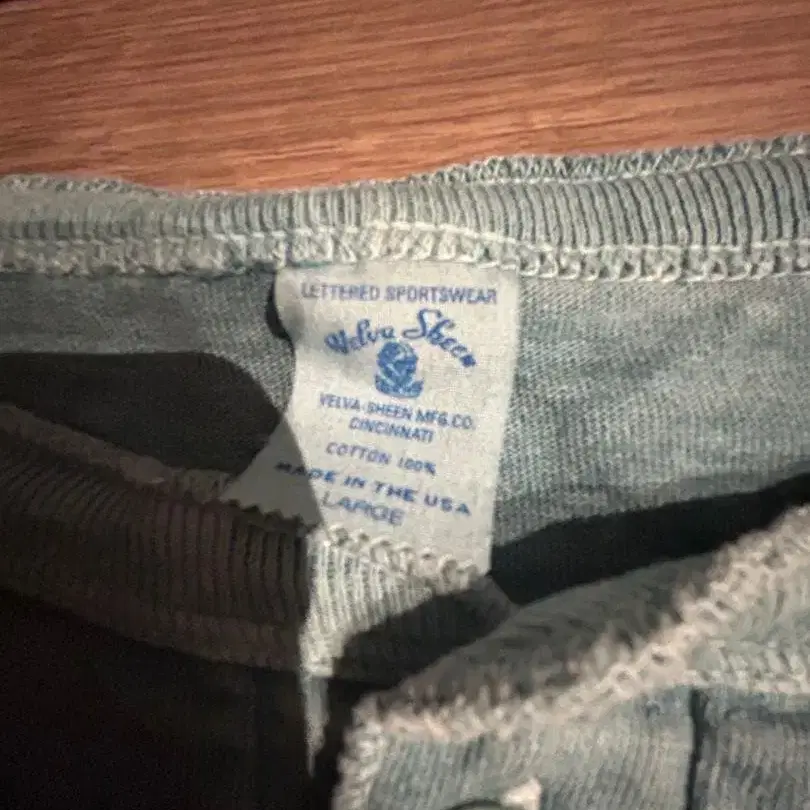 LETTERED SPORTSWEAR
Velva Sheen
VELVA-SHEEN MFG.CO.
CINCINNATI
COTTON 100%
MADE IN THE USA
LARGE